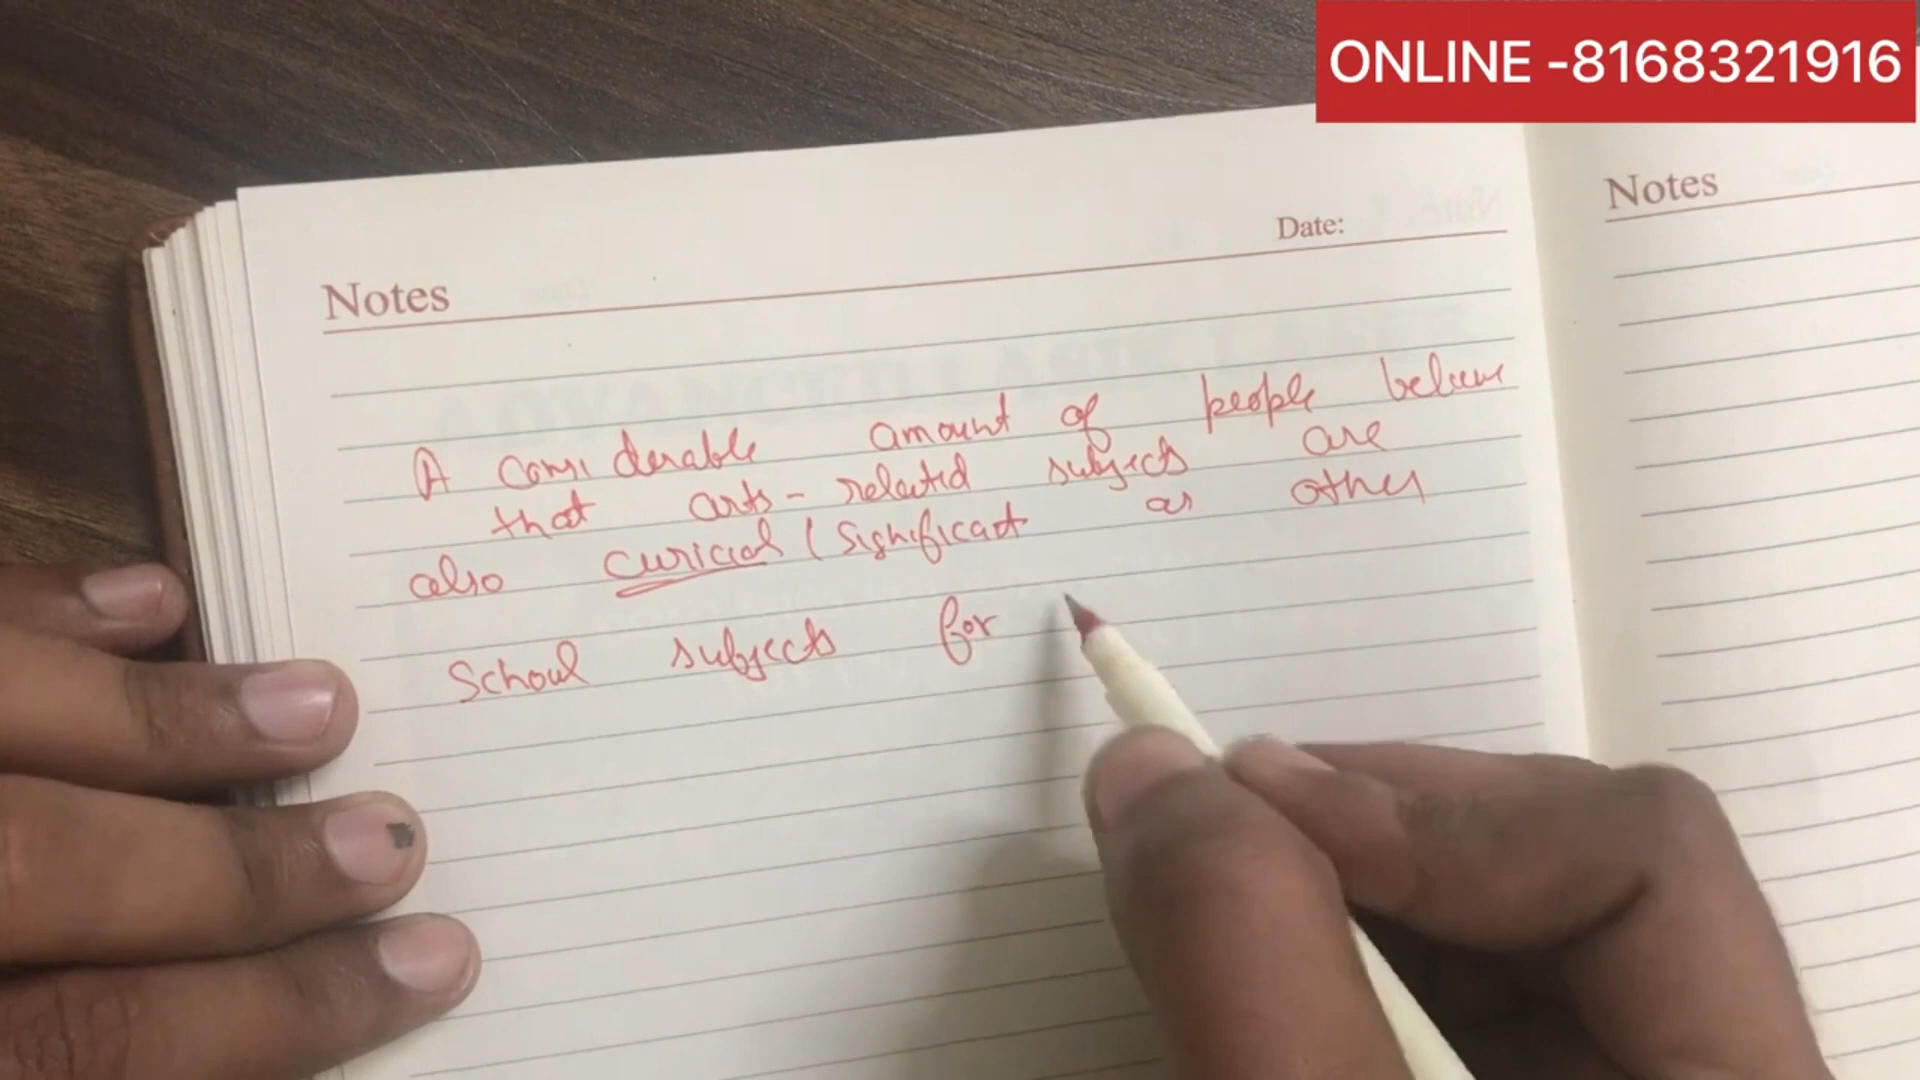 ONLINE -8168321916
Notes
Date:
Notes
A considerable amount of people believe
that arts-related subjects are
also curicial / significant as other
School subjects for